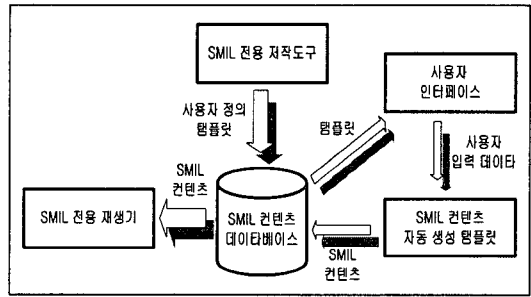 SMIL 전용 저작도구
사용자
인터페이스
사용자 정의
탬플릿
탬플릿
사용자
입력 데이타
SMIL
컨텐츠
SMIL 전용 재생기
SMIL 컨텐츠
데이타베이스
SMIL 컨텐츠
자동 생성 탬플릿
SMIL
컨텐츠